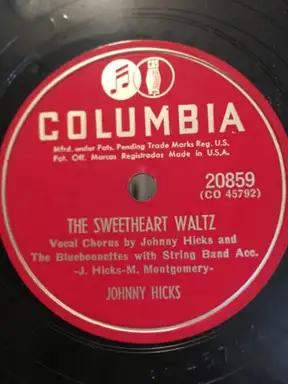 COLUMBIA
Mfrd. under Pats. Pending Trade Marks Reg. U.S.
Pat. Off. Marcas Registradas Made in U.S.A.
20859
(CO 45792)
THE SWEETHEART WALTZ
Vocal Chorus by Johnny Hicks and
The Bluebonnettes with String Band Acc.
-J. Hicks-M. Montgomery-
JOHNNY HICKS